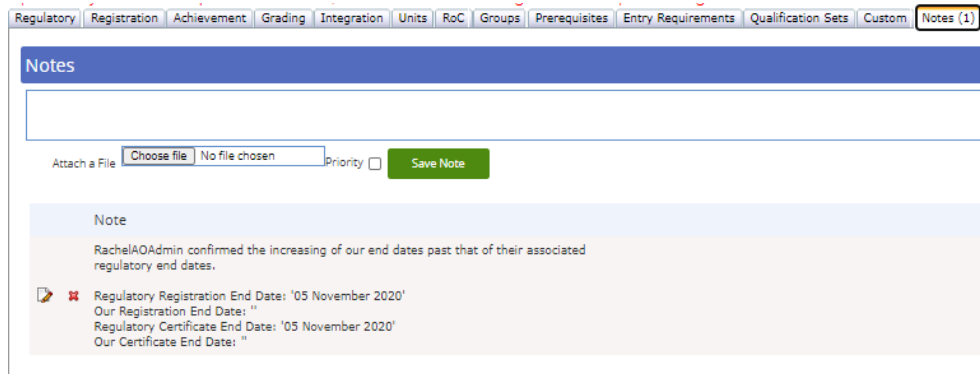 Regulatory Registration Achievement Grading Integration Units RoC Groups Prerequisites Entry Requirements Qualification Sets Custom Notes (1)
Notes
Attach a File Choose file No file chosen Priority Save Note
Note
RachelAOAdmin confirmed the increasing of our end dates past that of their associated
regulatory end dates.
Regulatory Registration End Date: '05 November 2020'
Our Registration End Date: ''
Regulatory Certificate End Date: '05 November 2020'
Our Certificate End Date: ''